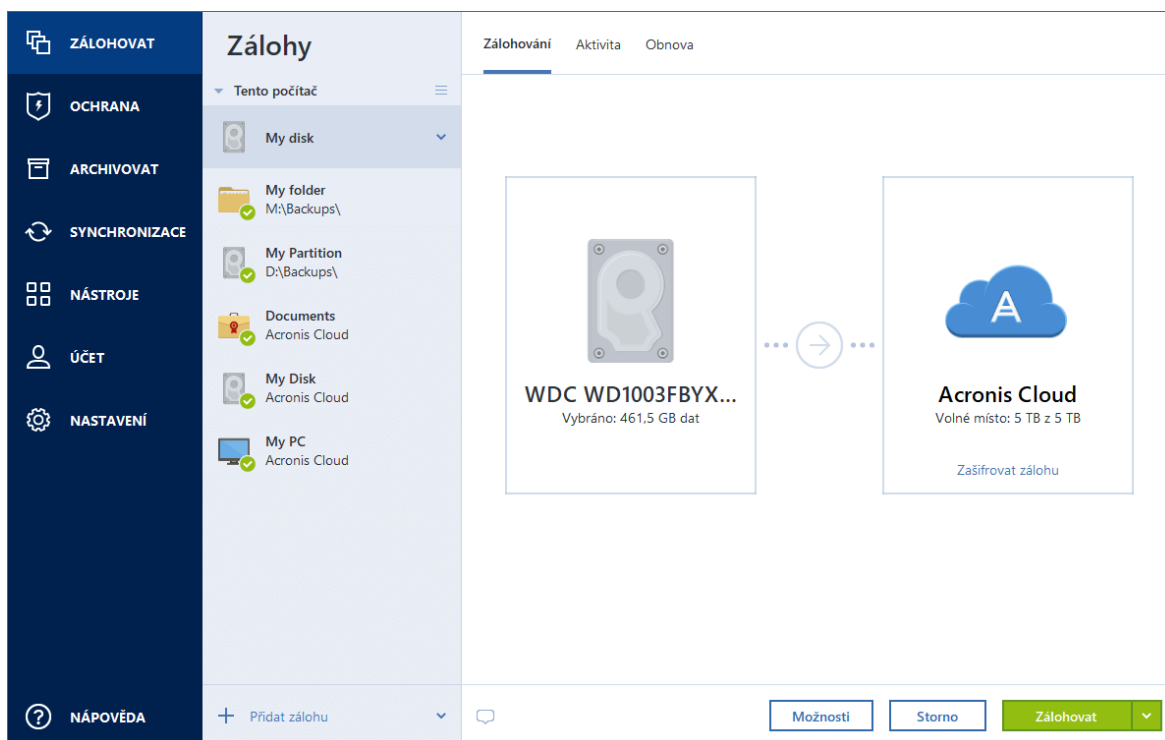 ZÁLOHOVAT
OCHRANA
ARCHIVOVAT
SYNCHRONIZACE
NÁSTROJE
ÚČET
NASTAVENÍ
NÁPOVĚDA
Zálohy
Tento počítač
My disk
My folder
M:\Backups\
My Partition
D:\Backups\
Documents
Acronis Cloud
My Disk
Acronis Cloud
My PC
Acronis Cloud
Přidat zálohu
Zálohování Aktivita Obnova
WDC WD1003FBYX...
Vybráno: 461,5 GB dat
A
Acronis Cloud
Volné místo: 5 TB z 5 TB
Zašifrovat zálohu
Možnosti Storno Zálohovat